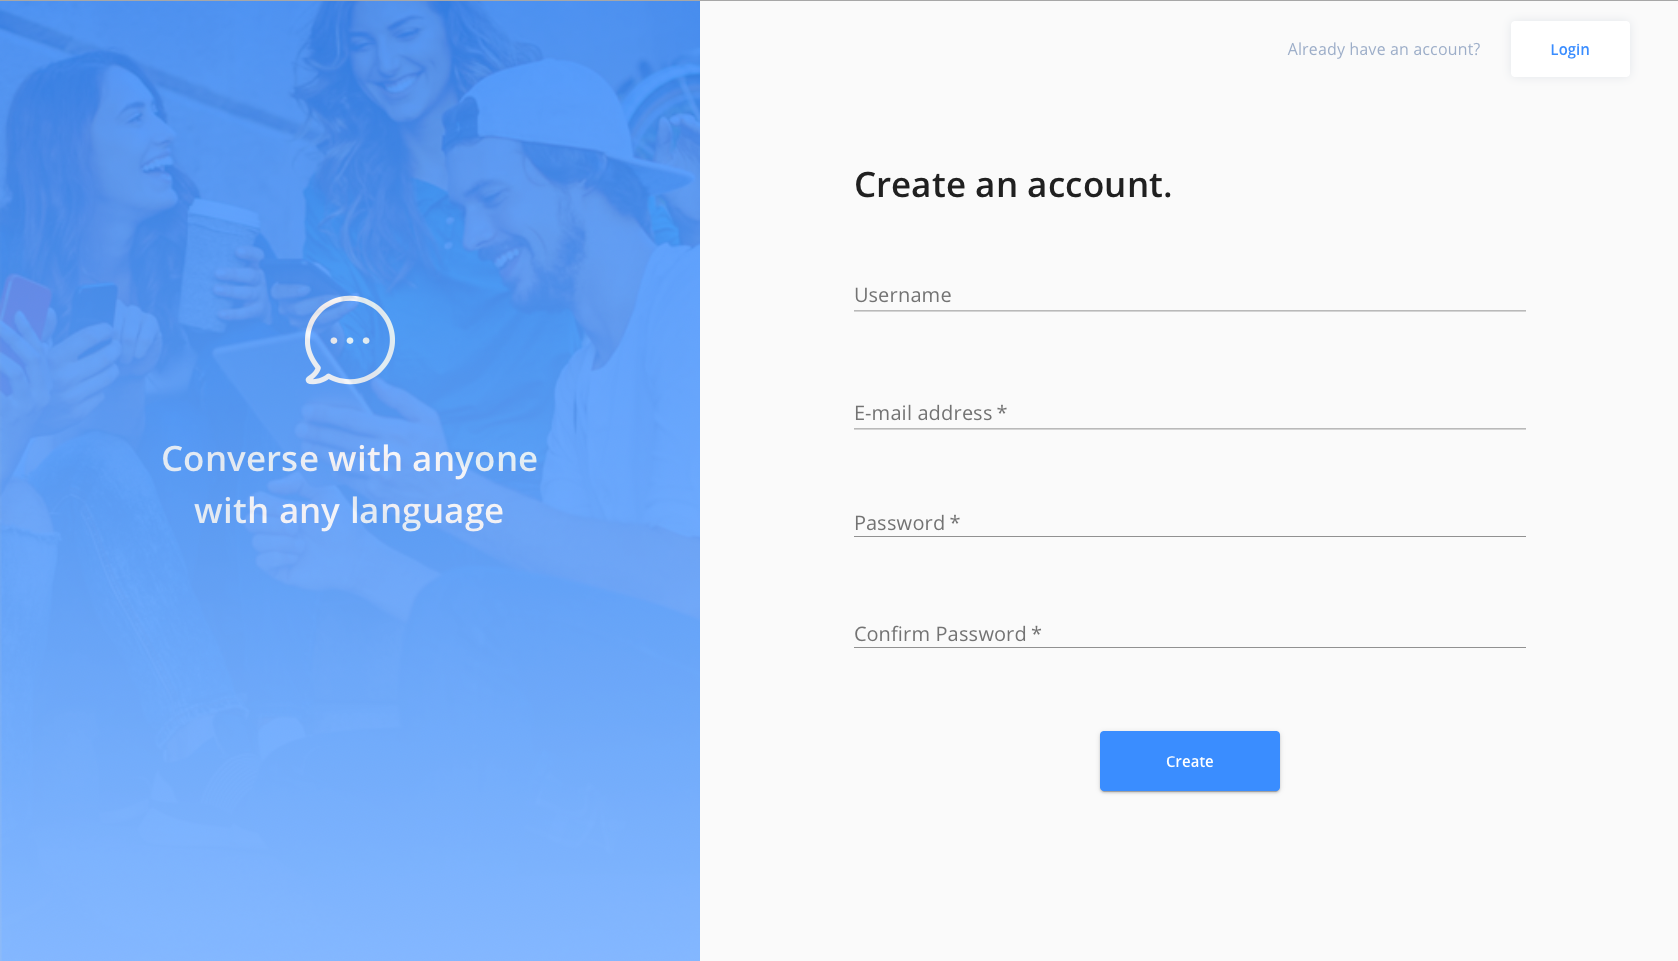 Converse with anyone
with any language
Already have an account?
Login
Create an account.
Username
E-mail address *
Password *
Confirm Password *
Create